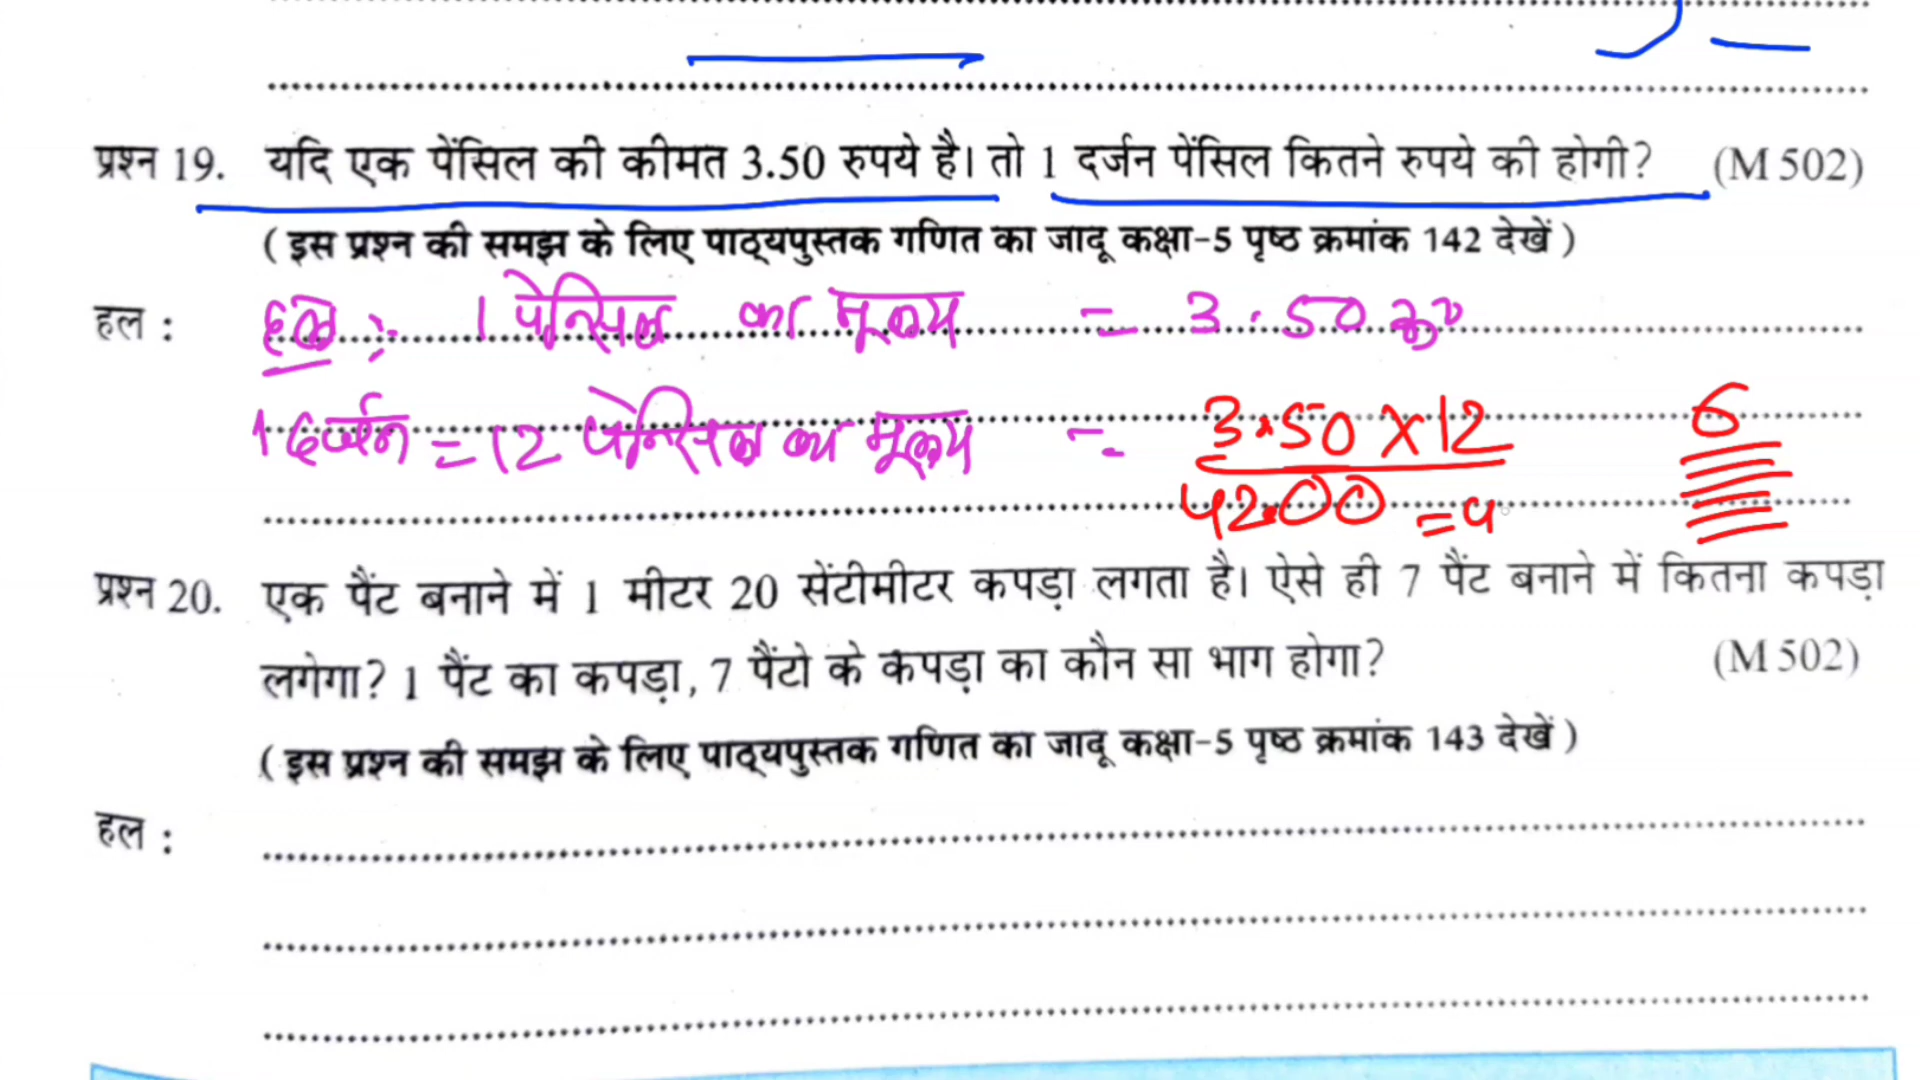 प्रश्न 19. यदि एक पेंसिल की कीमत 3.50 रुपये है। तो 1 दर्जन पेंसिल कितने रुपये की होगी? (M 502)
( इस प्रश्न की समझ के लिए पाठ्यपुस्तक गणित का जादू कक्षा-5 पृष्ठ क्रमांक 142 देखें )
हल : हल :- 1 पेन्सिल का मूल्य = 3.50 रु०
1 दर्जन = 12 पेन्सिल का मूल्य = 3.50 X 12 6
42.00 = 4
प्रश्न 20. एक पैंट बनाने में 1 मीटर 20 सेंटीमीटर कपड़ा लगता है। ऐसे ही 7 पैंट बनाने में कितना कपड़ा
लगेगा? 1 पैंट का कपड़ा, 7 पैंटो के कपड़ा का कौन सा भाग होगा? (M 502)
( इस प्रश्न की समझ के लिए पाठ्यपुस्तक गणित का जादू कक्षा-5 पृष्ठ क्रमांक 143 देखें )
हल :